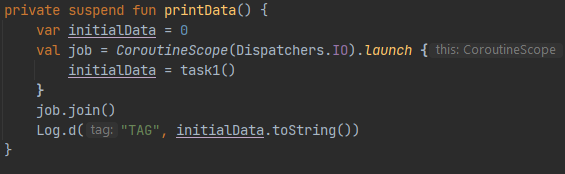 private suspend fun printData() {
var initialData = 0
val job = CoroutineScope(Dispatchers.IO).launch { this: CoroutineScope
initialData = task1()
}
job.join()
Log.d( tag: "TAG", initialData.toString())
}